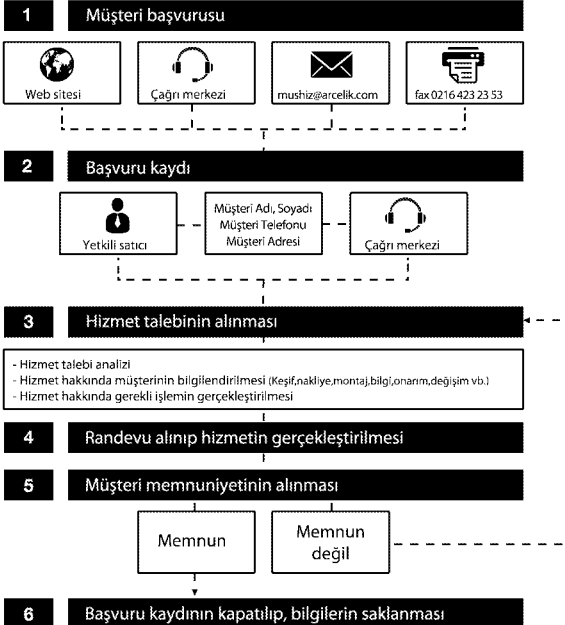 1 Müşteri başvurusu
Web sitesi
Çağrı merkezi
mushiz@arcelik.com
fax 0216 423 23 53
2 Başvuru kaydı
Yetkili satıcı
Müşteri Adı, Soyadı
Müşteri Telefonu
Müşteri Adresi
Çağrı merkezi
3 Hizmet talebinin alınması
- Hizmet talebi analizi
- Hizmet hakkında müşterinin bilgilendirilmesi (Keşif,nakliye,montaj,bilgi,onarım,değişim vb.)
- Hizmet hakkında gerekli işlemin gerçekleştirilmesi
4 Randevu alınıp hizmetin gerçekleştirilmesi
5 Müşteri memnuniyetinin alınması
Memnun
Memnun
değil
6 Başvuru kaydının kapatılıp, bilgilerin saklanması